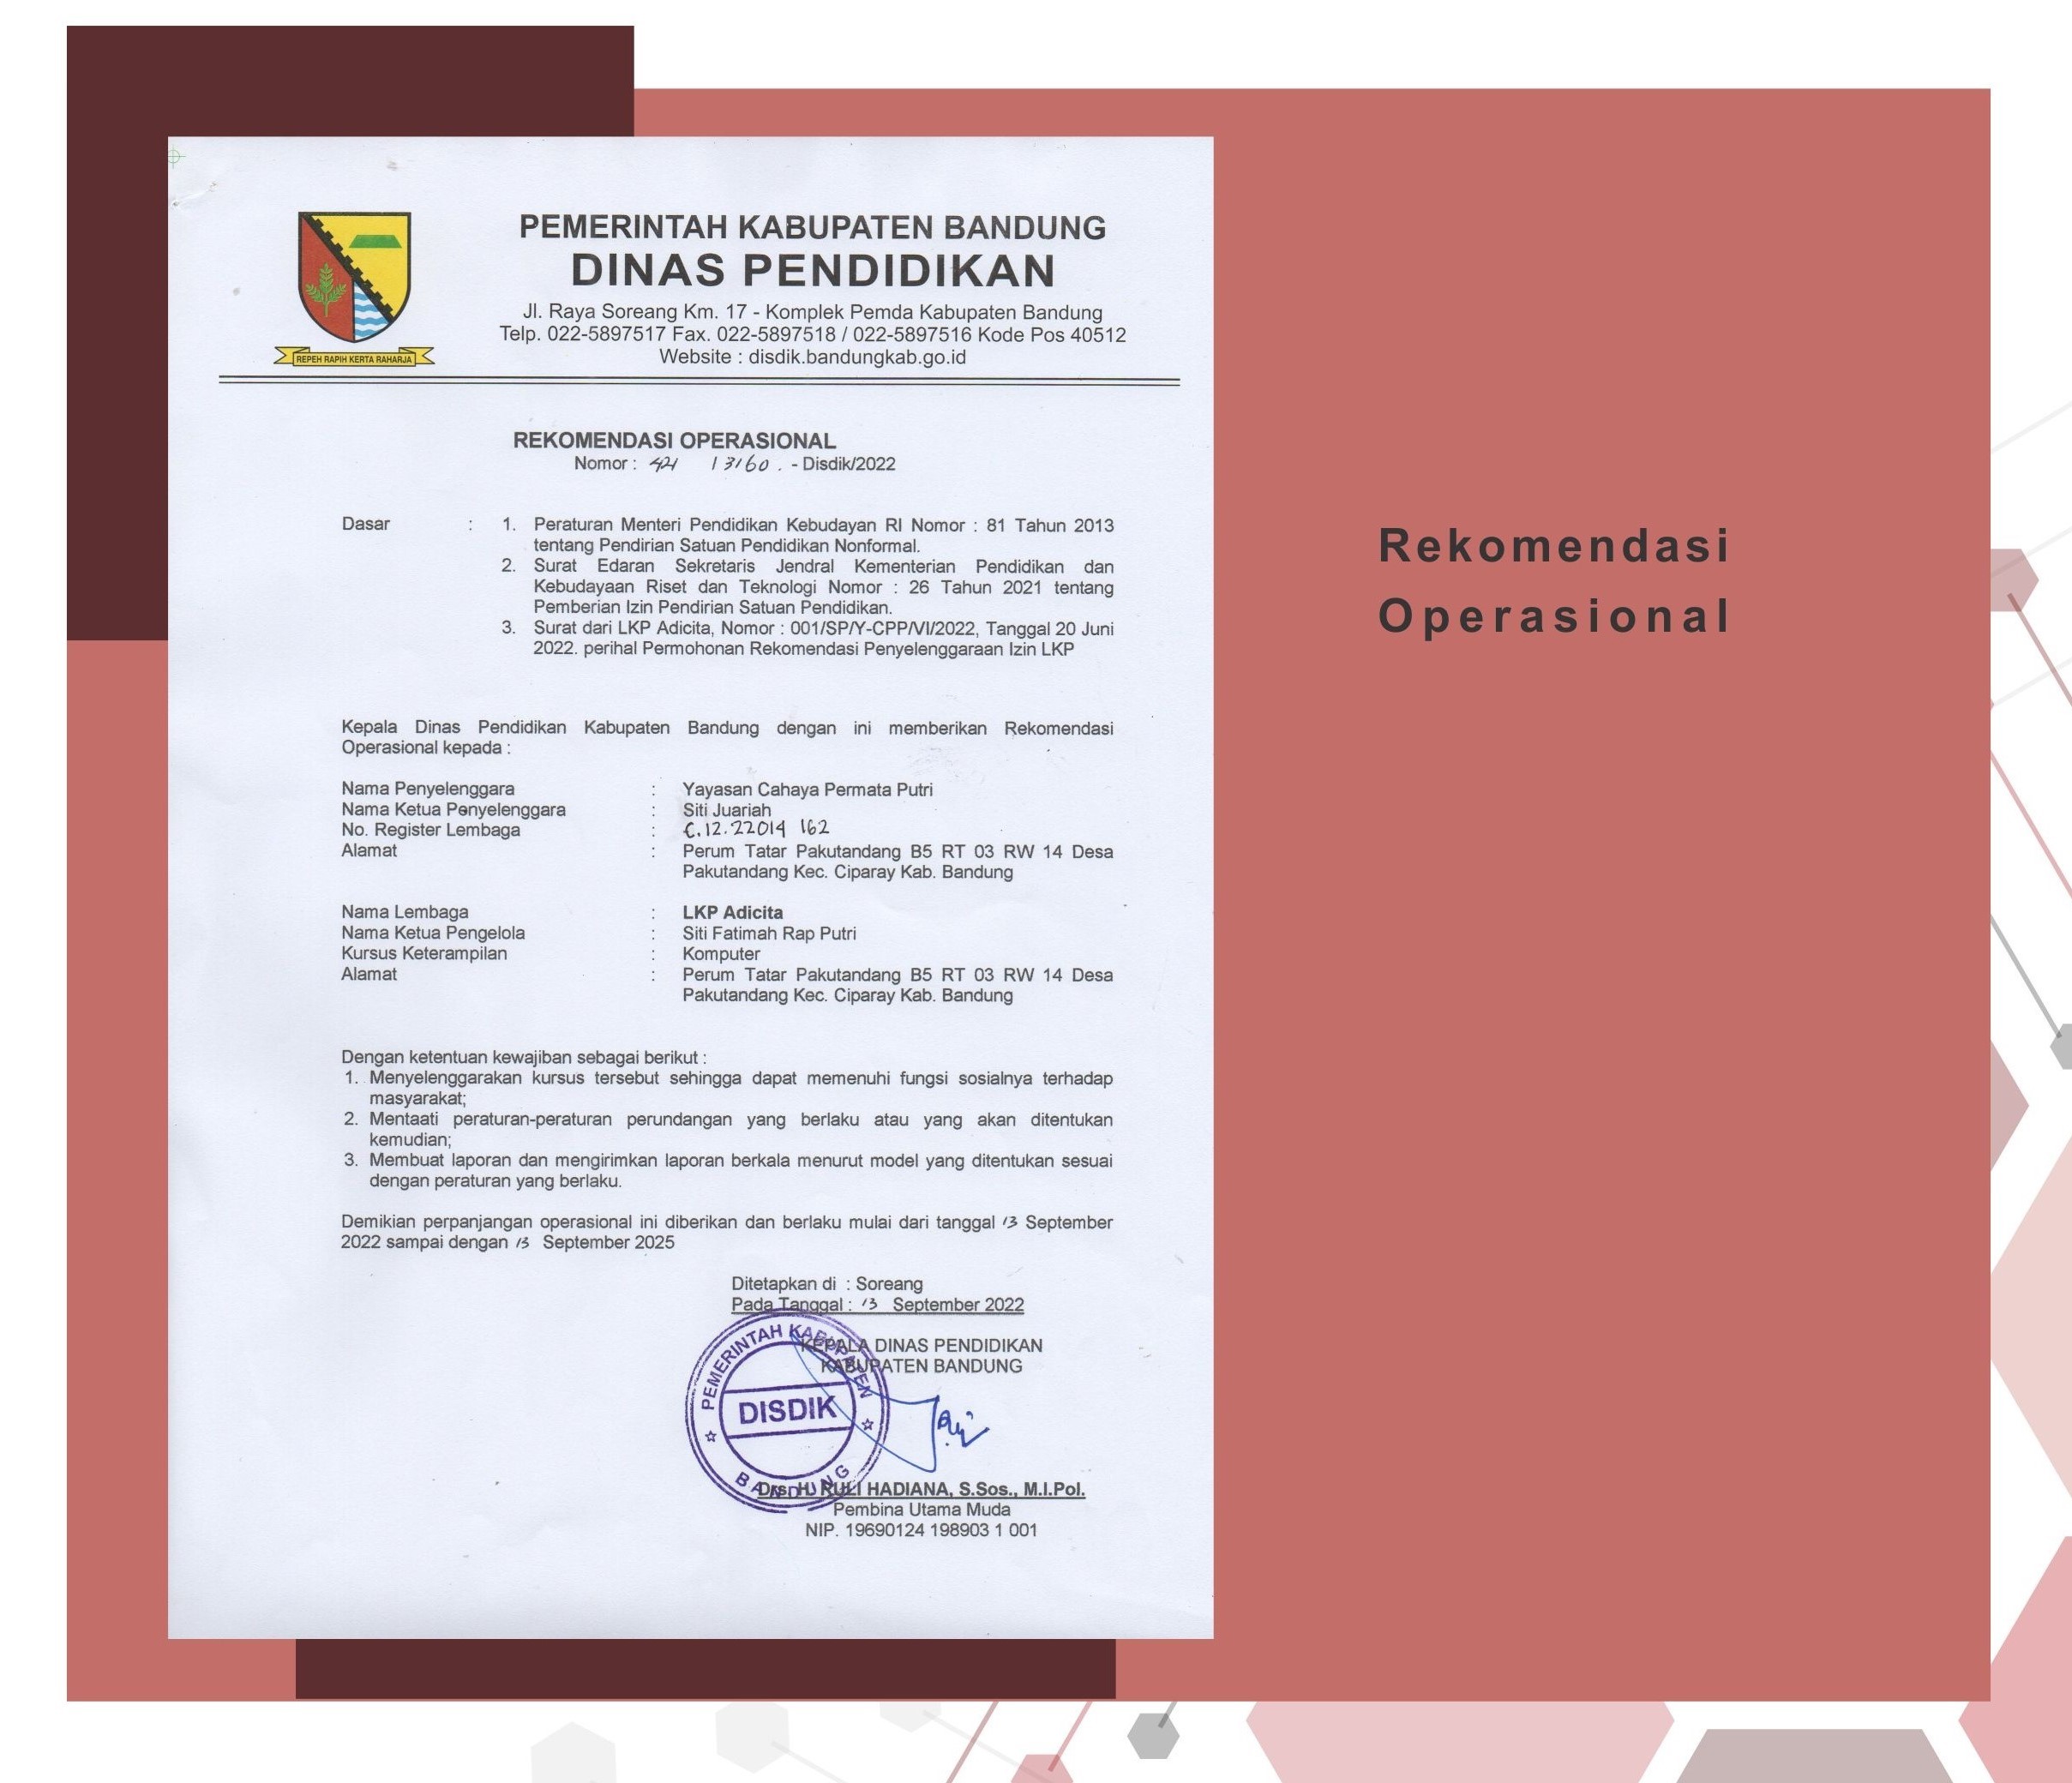 PEMERINTAH KABUPATEN BANDUNG
DINAS PENDIDIKAN
Jl. Raya Soreang Km. 17 - Komplek Pemda Kabupaten Bandung
Telp. 022-5897517 Fax. 022-5897518 / 022-5897516 Kode Pos 40512
Website : disdik.bandungkab.go.id
REPEH RAPIH KERTA RAHARJA
REKOMENDASI OPERASIONAL
Nomor : 421 / 3160 . - Disdik/2022
Dasar : 1. Peraturan Menteri Pendidikan Kebudayan RI Nomor : 81 Tahun 2013
tentang Pendirian Satuan Pendidikan Nonformal.
2. Surat Edaran Sekretaris Jendral Kementerian Pendidikan dan
Kebudayaan Riset dan Teknologi Nomor : 26 Tahun 2021 tentang
Pemberian Izin Pendirian Satuan Pendidikan.
3. Surat dari LKP Adicita, Nomor : 001/SP/Y-CPP/VI/2022, Tanggal 20 Juni
2022. perihal Permohonan Rekomendasi Penyelenggaraan Izin LKP
Kepala Dinas Pendidikan Kabupaten Bandung dengan ini memberikan Rekomendasi
Operasional kepada :
Nama Penyelenggara : Yayasan Cahaya Permata Putri
Nama Ketua Penyelenggara : Siti Juariah
No. Register Lembaga : C.12.22014 162
Alamat : Perum Tatar Pakutandang B5 RT 03 RW 14 Desa
Pakutandang Kec. Ciparay Kab. Bandung
Nama Lembaga : LKP Adicita
Nama Ketua Pengelola : Siti Fatimah Rap Putri
Kursus Keterampilan : Komputer
Alamat : Perum Tatar Pakutandang B5 RT 03 RW 14 Desa
Pakutandang Kec. Ciparay Kab. Bandung
Dengan ketentuan kewajiban sebagai berikut :
1. Menyelenggarakan kursus tersebut sehingga dapat memenuhi fungsi sosialnya terhadap
masyarakat;
2. Mentaati peraturan-peraturan perundangan yang berlaku atau yang akan ditentukan
kemudian;
3. Membuat laporan dan mengirimkan laporan berkala menurut model yang ditentukan sesuai
dengan peraturan yang berlaku.
Demikian perpanjangan operasional ini diberikan dan berlaku mulai dari tanggal 13 September
2022 sampai dengan 13 September 2025
Ditetapkan di : Soreang
Pada Tanggal : 13 September 2022
KEPALA DINAS PENDIDIKAN
KABUPATEN BANDUNG
PEMERINTAH KABUPATEN
DISDIK
BANDUNG
Drs. H. RULI HADIANA, S.Sos., M.I.Pol.
Pembina Utama Muda
NIP. 19690124 198903 1 001
Rekomendasi
Operasional